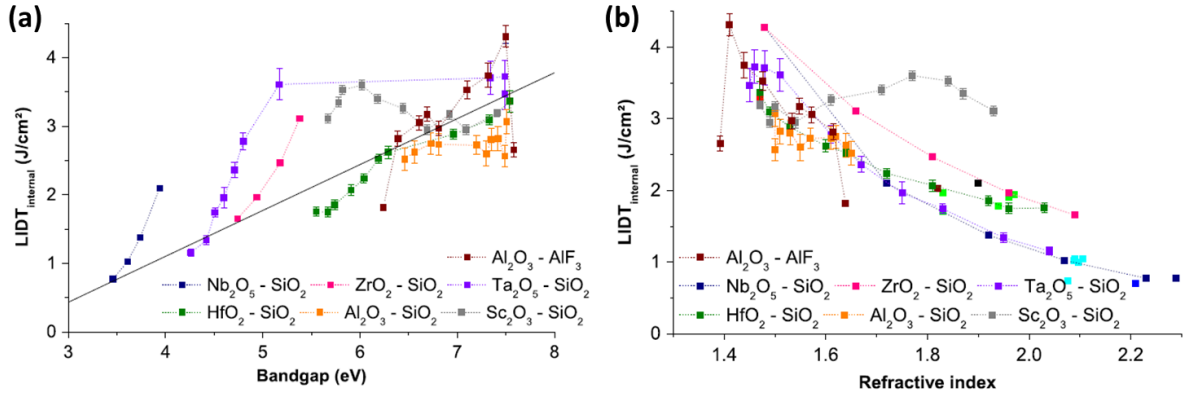 (a)
LIDT_internal (J/cm²)
4
3
2
1
0
3 4 5 6 7 8
Bandgap (eV)
Al₂O₃ - AlF₃
Nb₂O₅ - SiO₂ ZrO₂ - SiO₂ Ta₂O₅ - SiO₂
HfO₂ - SiO₂ Al₂O₃ - SiO₂ Sc₂O₃ - SiO₂
(b)
LIDT_internal (J/cm²)
4
3
2
1
0
1.4 1.6 1.8 2.0 2.2
Refractive index
Al₂O₃ - AlF₃
Nb₂O₅ - SiO₂ ZrO₂ - SiO₂ Ta₂O₅ - SiO₂
HfO₂ - SiO₂ Al₂O₃ - SiO₂ Sc₂O₃ - SiO₂